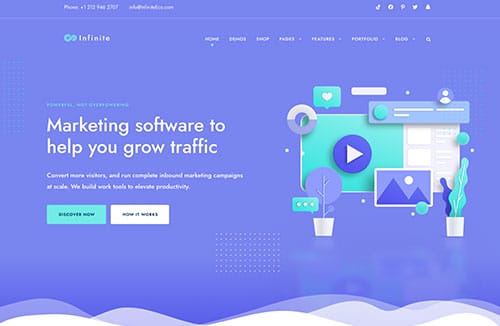 Phone: +1 212 946 2707 info@InfiniteEco.com
Infinite
HOME DEMOS SHOP PAGES FEATURES PORTFOLIO BLOG
POWERFUL, NOT OVERPOWERING
Marketing software to
help you grow traffic
Convert more visitors, and run complete inbound marketing campaigns
at scale. We build work tools to elevate productivity.
DISCOVER NOW HOW IT WORKS